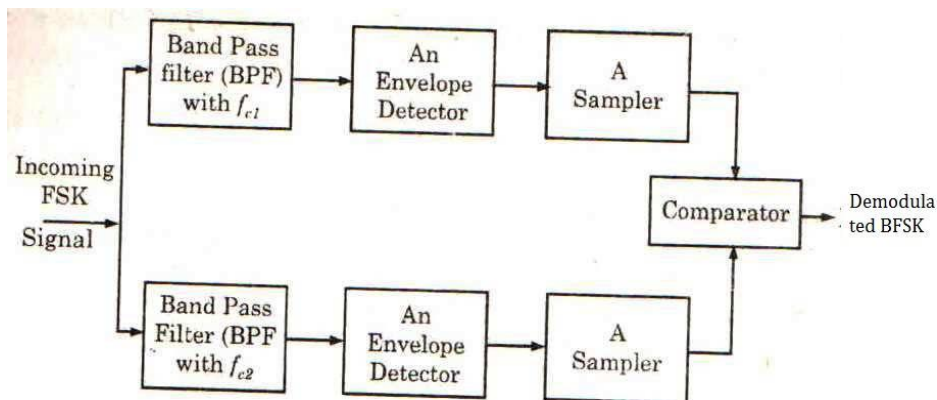 Band Pass
filter (BPF)
with fc1
An
Envelope
Detector
A
Sampler
Incoming
FSK
Signal
Comparator
Demodula
ted BFSK
Band Pass
Filter (BPF
with fc2
An
Envelope
Detector
A
Sampler